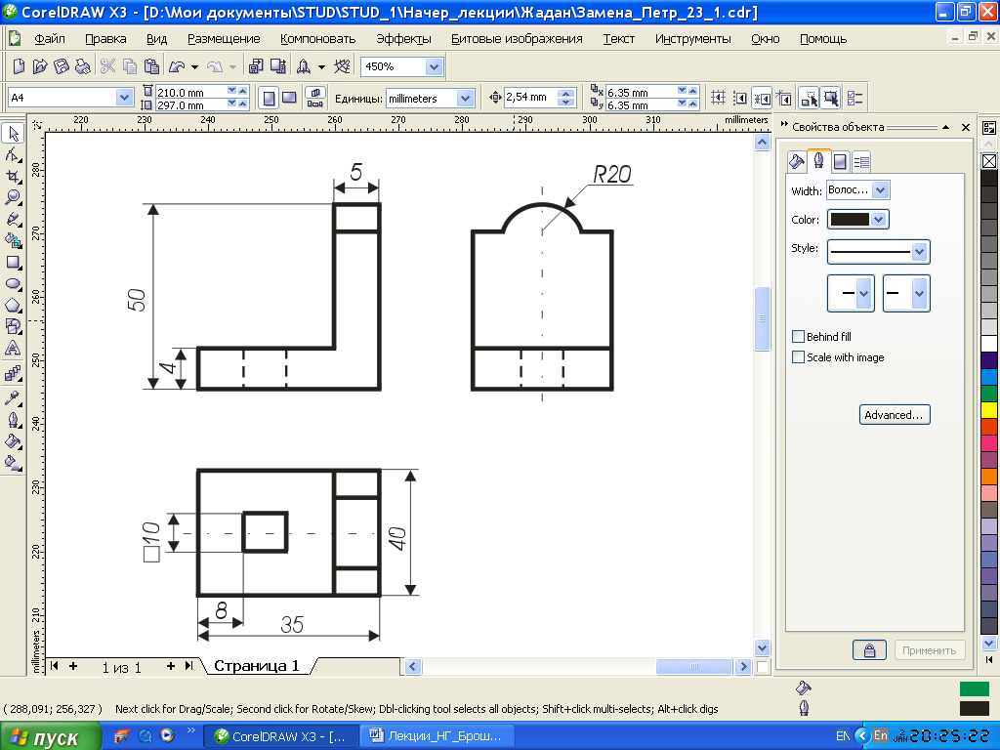 CorelDRAW X3 - [D:\Мои документы\STUD\STUD_1\Начер_лекции\Жадан\Замена_Петр_23_1.cdr]
Файл Правка Вид Размещение Компоновать Эффекты Битовые изображения Текст Инструменты Окно Помощь
450%
A4 210.0 mm 297.0 mm Единицы: millimeters 2,54 mm 6.35 mm 6.35 mm
220 230 240 250 260 270 280 290 300 310 millimeters
Свойства объекта
280
270
260
250
240
230
220
210
millimeters
5
R20
50
4
□10
40
8
35
Width: Волос...
Color:
Style:
Behind fill
Scale with image
Advanced...
Применить
1 из 1 Страница 1
( 288,091; 256,327 ) Next click for Drag/Scale; Second click for Rotate/Skew; Dbl-clicking tool selects all objects; Shift+click multi-selects; Alt+click digs
пуск CorelDRAW X3 - [... Лекции_НГ_Брош... EN En 20:25:22